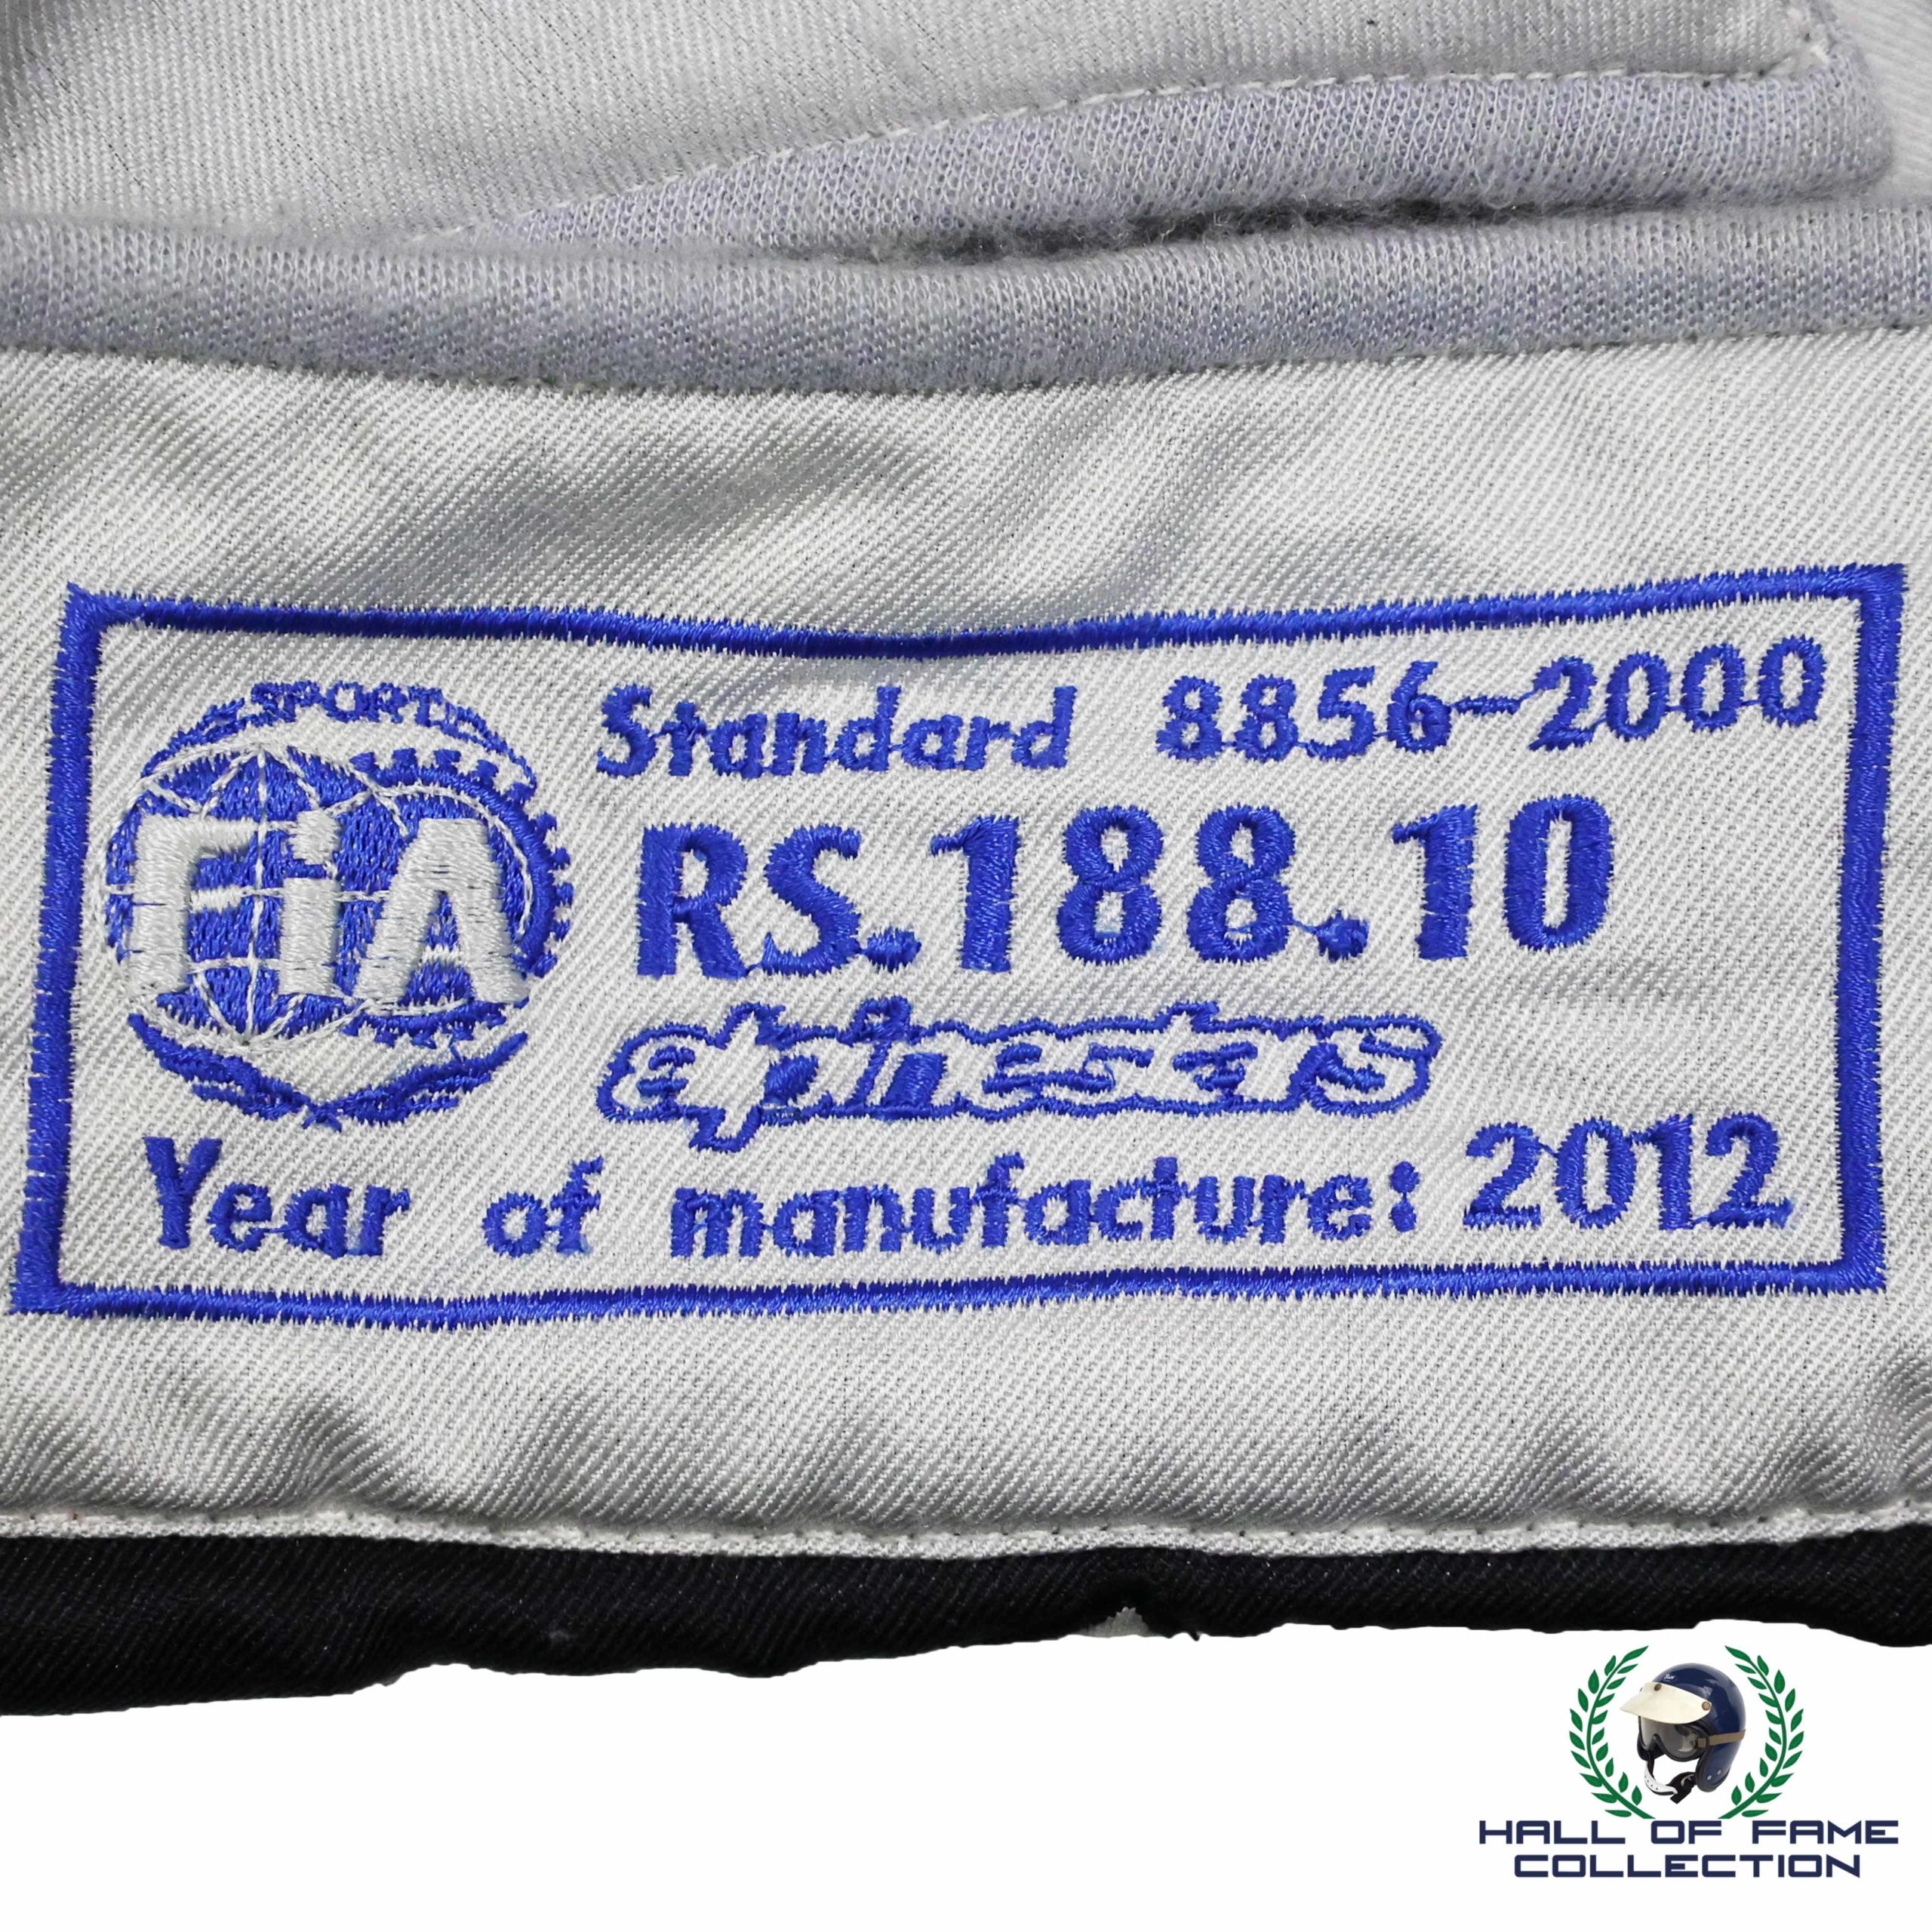 Standard 8856-2000
SPORT
FiA
RS.188.10
alpinestars
Year of manufacture: 2012
HALL OF FAME
COLLECTION